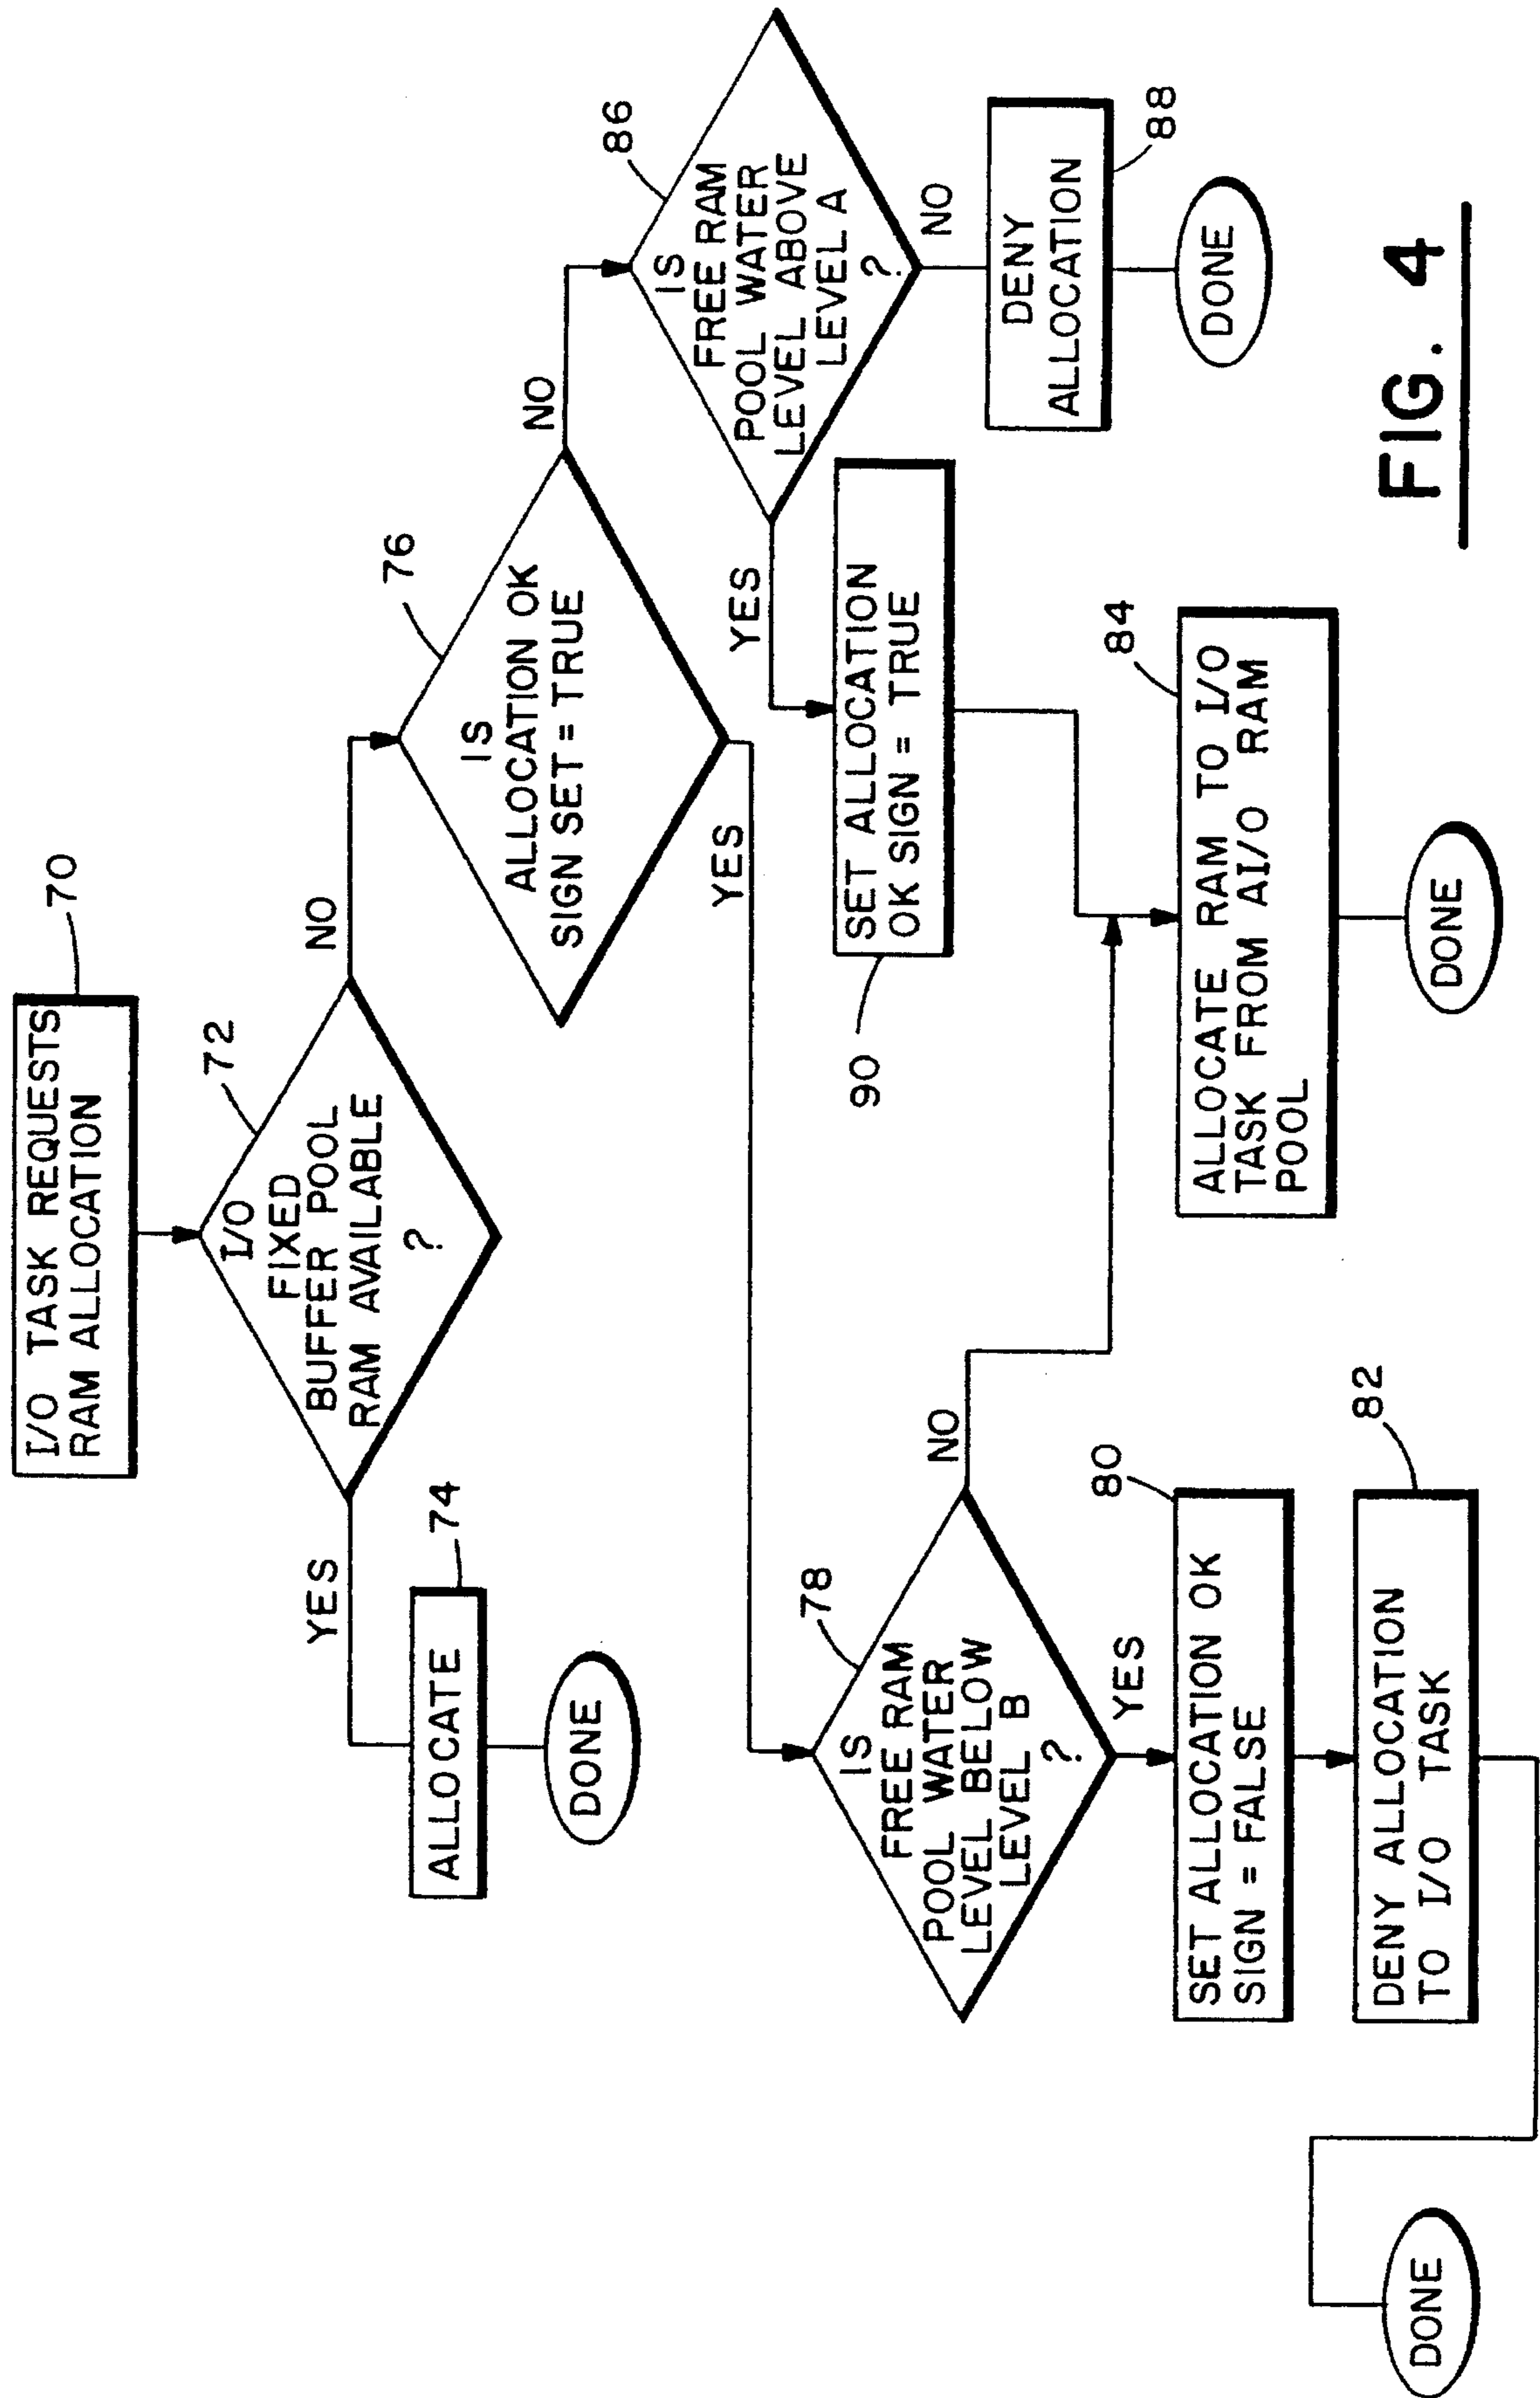 I/O TASK REQUESTS
RAM ALLOCATION
70
I/O
FIXED
BUFFER POOL
RAM AVAILABLE
?
72
YES
NO
ALLOCATE
74
DONE
IS
ALLOCATION OK
SIGN SET = TRUE
76
YES
NO
IS
FREE RAM
POOL WATER
LEVEL BELOW
LEVEL B
?
78
YES
NO
SET ALLOCATION OK
SIGN = FALSE
80
DENY ALLOCATION
TO I/O TASK
82
DONE
IS
FREE RAM
POOL WATER
LEVEL ABOVE
LEVEL A
?
86
YES
NO
SET ALLOCATION
OK SIGN = TRUE
90
DENY
ALLOCATION
88
DONE
ALLOCATE RAM TO I/O
TASK FROM AI/O RAM
POOL
84
DONE
FIG. 4